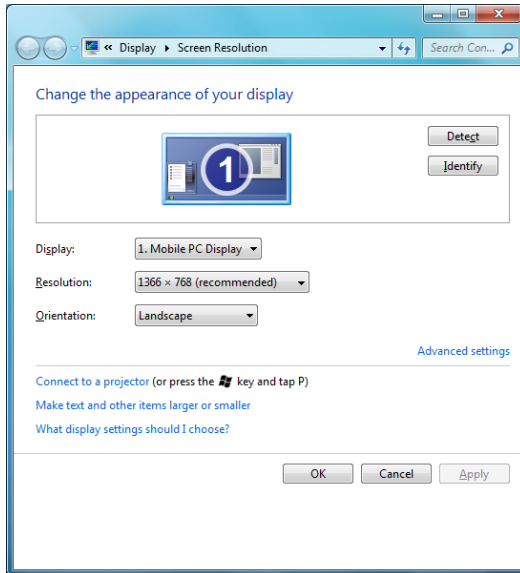 « Display ▸ Screen Resolution
Search Con...
Change the appearance of your display
1
Detect
Identify
Display: 1. Mobile PC Display
Resolution: 1366 × 768 (recommended)
Orientation: Landscape
Advanced settings
Connect to a projector (or press the key and tap P)
Make text and other items larger or smaller
What display settings should I choose?
OK Cancel Apply